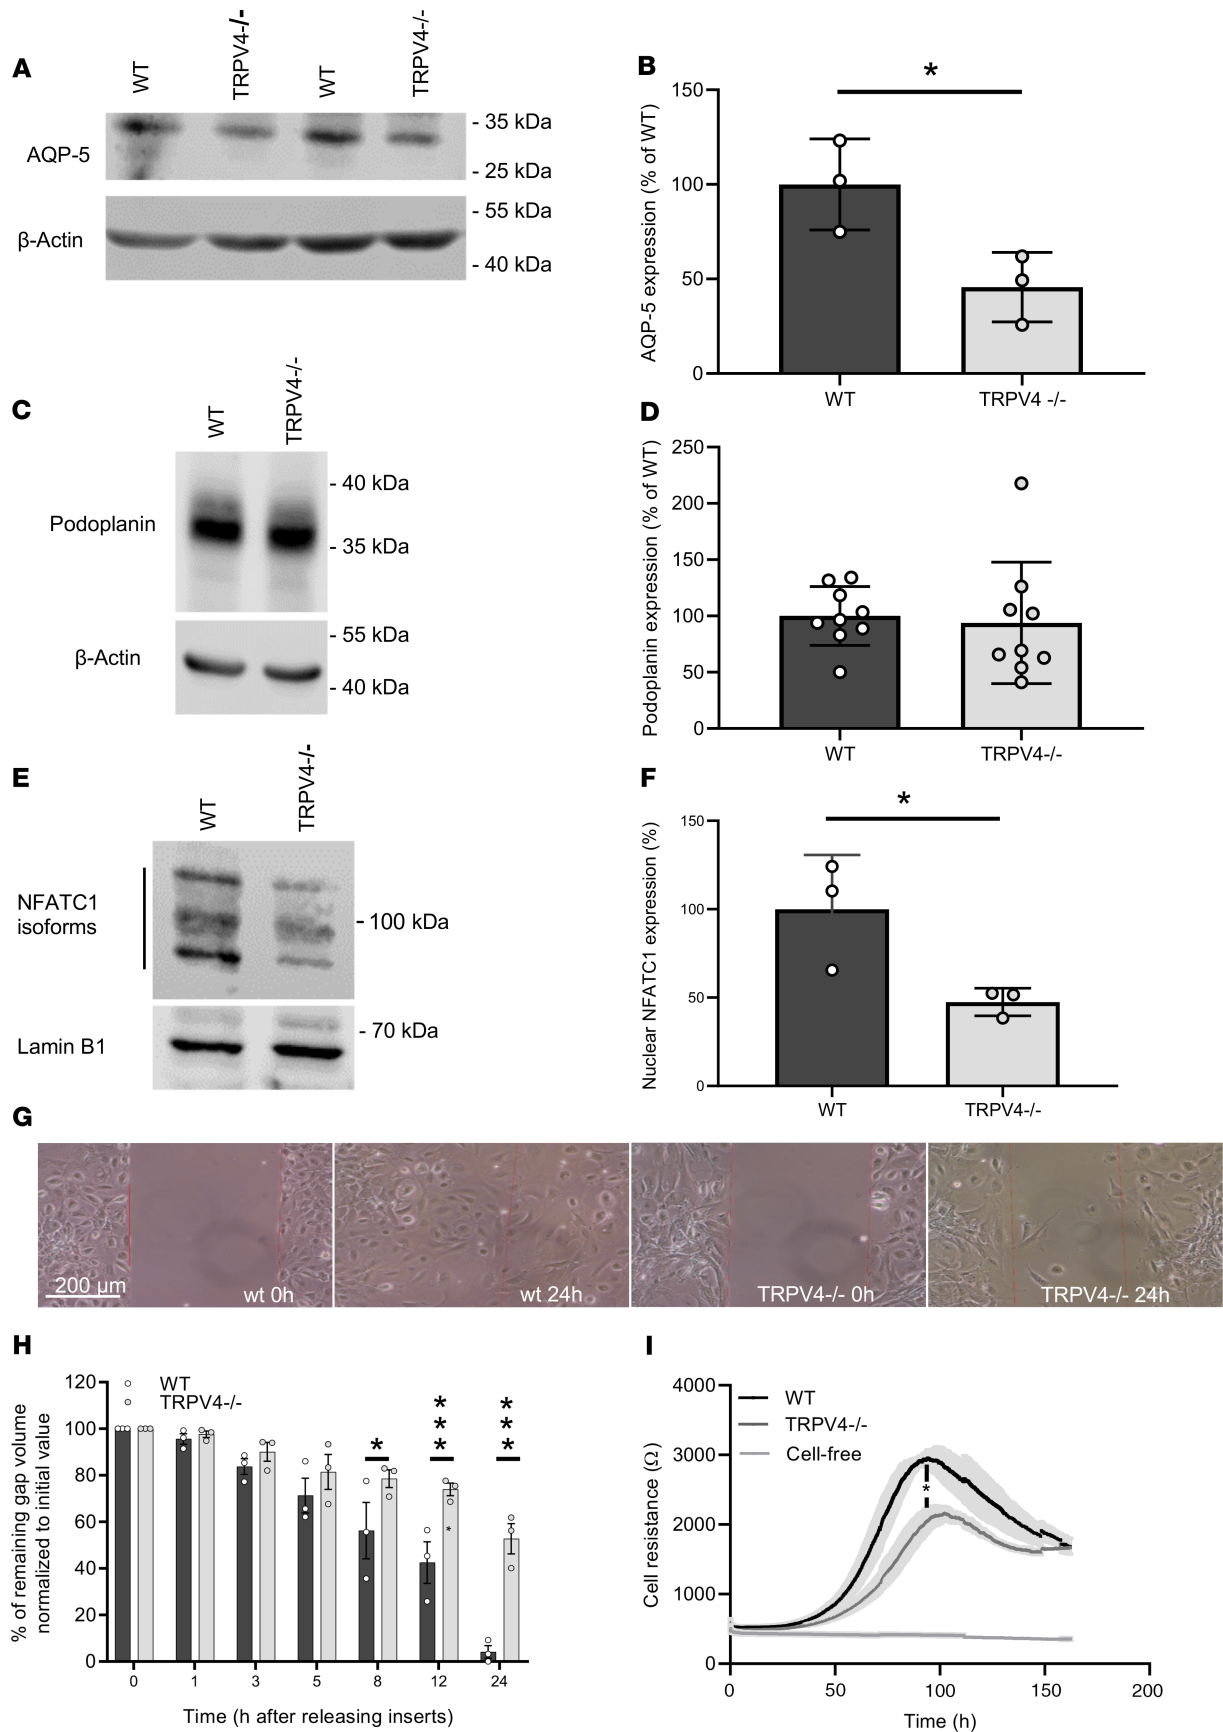 A
WT
TRPV4-/-
WT
TRPV4-/-
AQP-5
- 35 kDa
- 25 kDa
β-Actin
- 55 kDa
- 40 kDa
B
*
AQP-5 expression (% of WT)
150
100
50
0
WT
TRPV4 -/-
C
WT
TRPV4-/-
Podoplanin
- 40 kDa
- 35 kDa
β-Actin
- 55 kDa
- 40 kDa
D
Podoplanin expression (% of WT)
250
200
150
100
50
0
WT
TRPV4-/-
E
WT
TRPV4-/-
NFATC1
isoforms
- 100 kDa
Lamin B1
- 70 kDa
F
*
Nuclear NFATC1 expression (%)
150
100
50
0
WT
TRPV4-/-
G
200 µm
wt 0h
wt 24h
TRPV4-/- 0h
TRPV4-/- 24h
H
% of remaining gap volume
normalized to initial value
120
100
80
60
40
20
0
WT
TRPV4-/-
*
***
***
*
0
1
3
5
8
12
24
Time (h after releasing inserts)
I
Cell resistance (Ω)
4000
3000
2000
1000
0
WT
TRPV4-/-
Cell-free
*
0
50
100
150
200
Time (h)